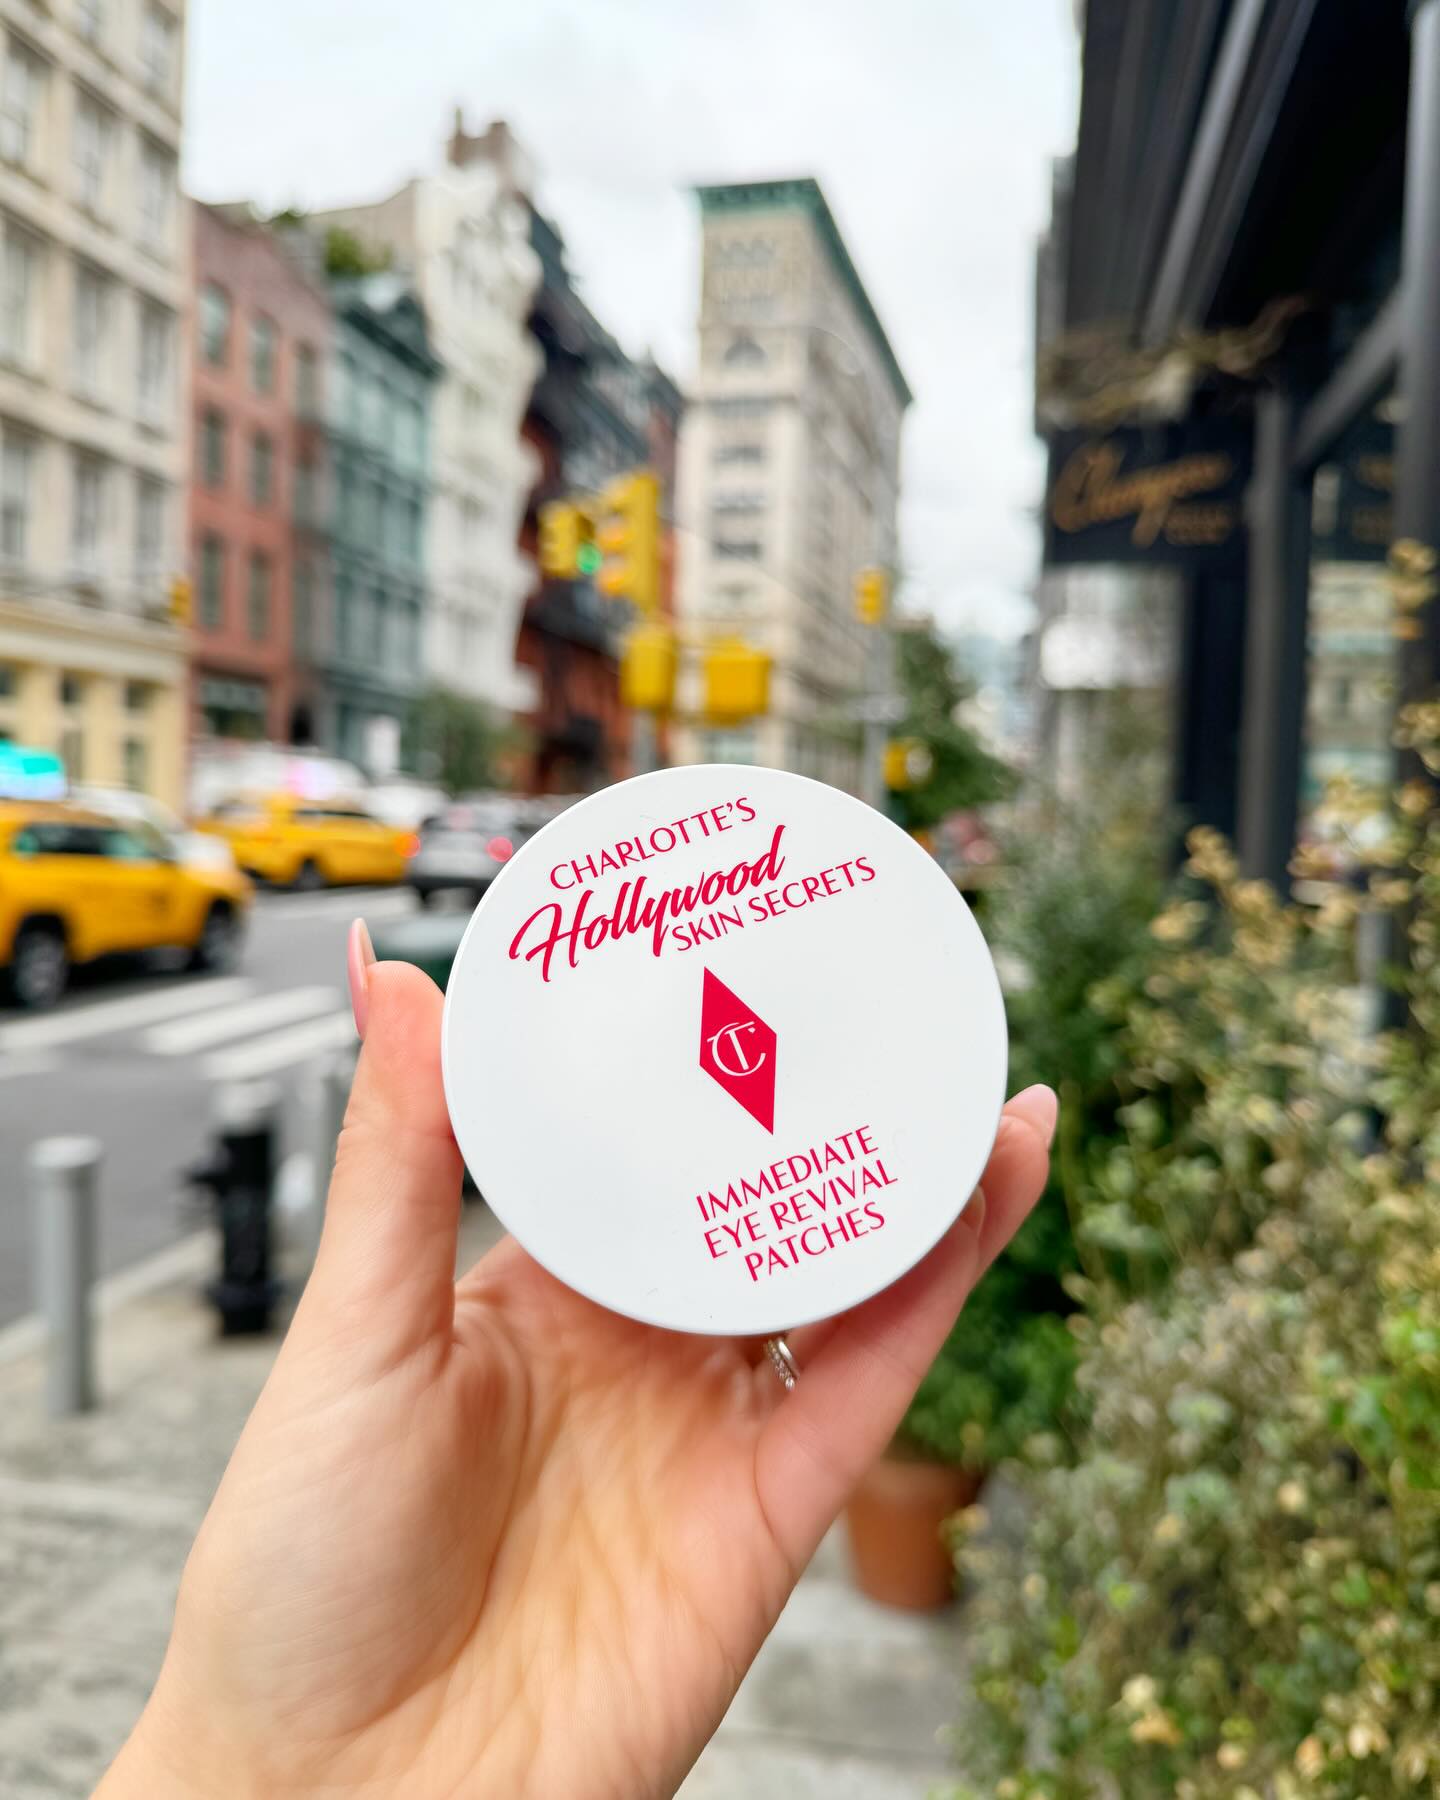 CHARLOTTE'S
Hollywood
SKIN SECRETS
CT
IMMEDIATE
EYE REVIVAL
PATCHES